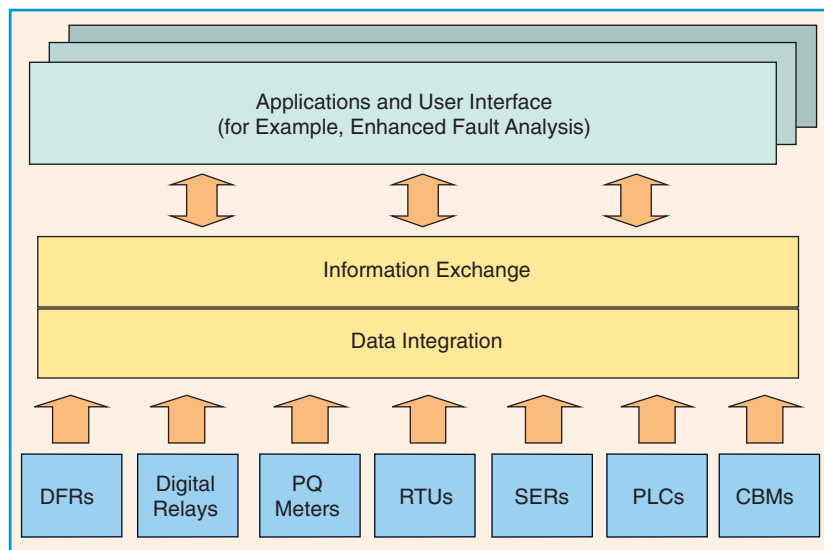 Applications and User Interface
(for Example, Enhanced Fault Analysis)
Information Exchange
Data Integration
DFRs
Digital
Relays
PQ
Meters
RTUs
SERs
PLCs
CBMs